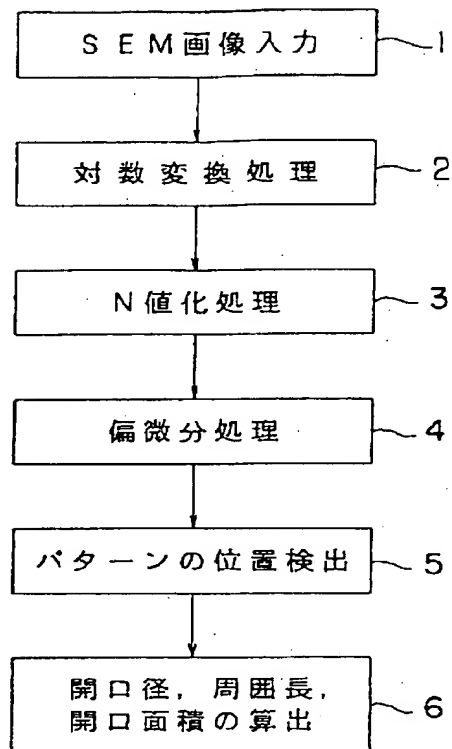 SEM画像入力 1
対数変換処理 2
N値化処理 3
偏微分処理 4
パターンの位置検出 5
開口径,周囲長,
開口面積の算出 6